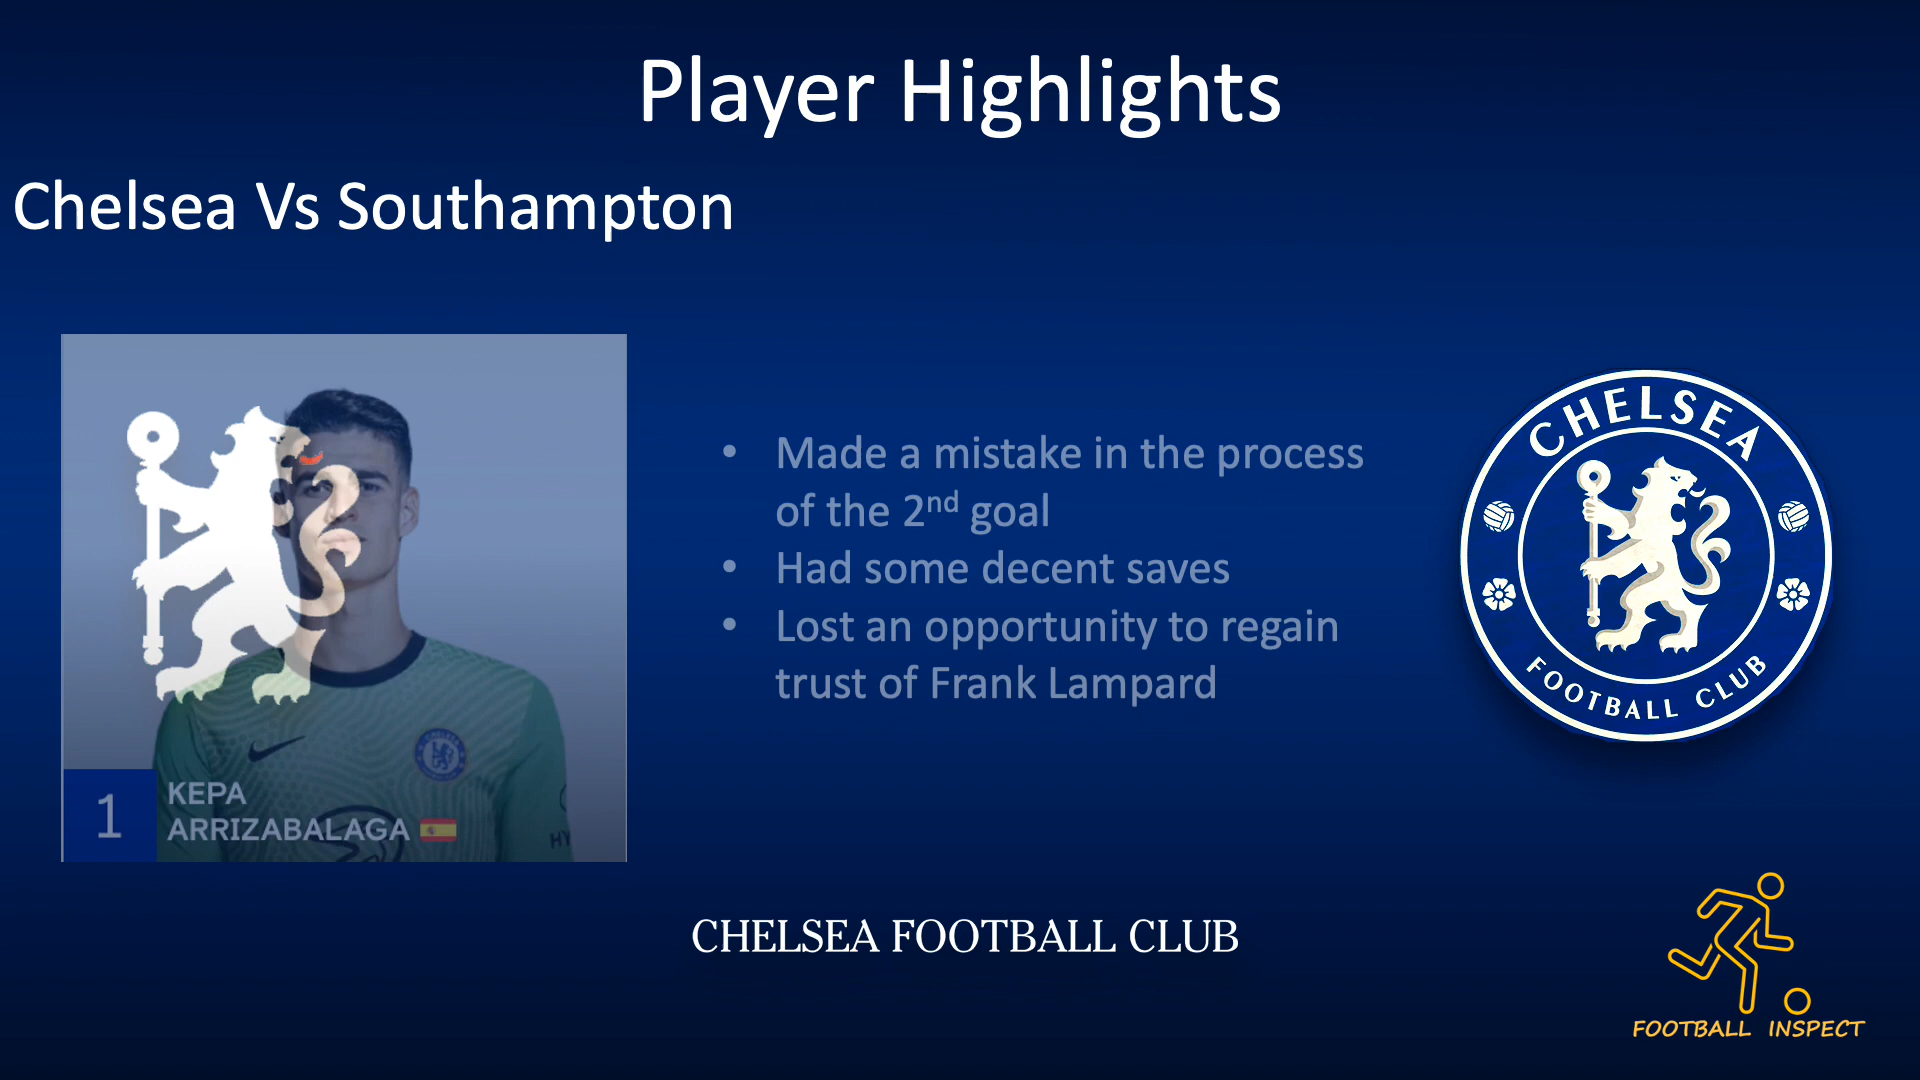 Player Highlights
Chelsea Vs Southampton
• Made a mistake in the process
of the 2nd goal
• Had some decent saves
• Lost an opportunity to regain
trust of Frank Lampard
CHELSEA
FOOTBALL CLUB
1
KEPA
ARRIZABALAGA
HY
CHELSEA FOOTBALL CLUB
FOOTBALL INSPECT